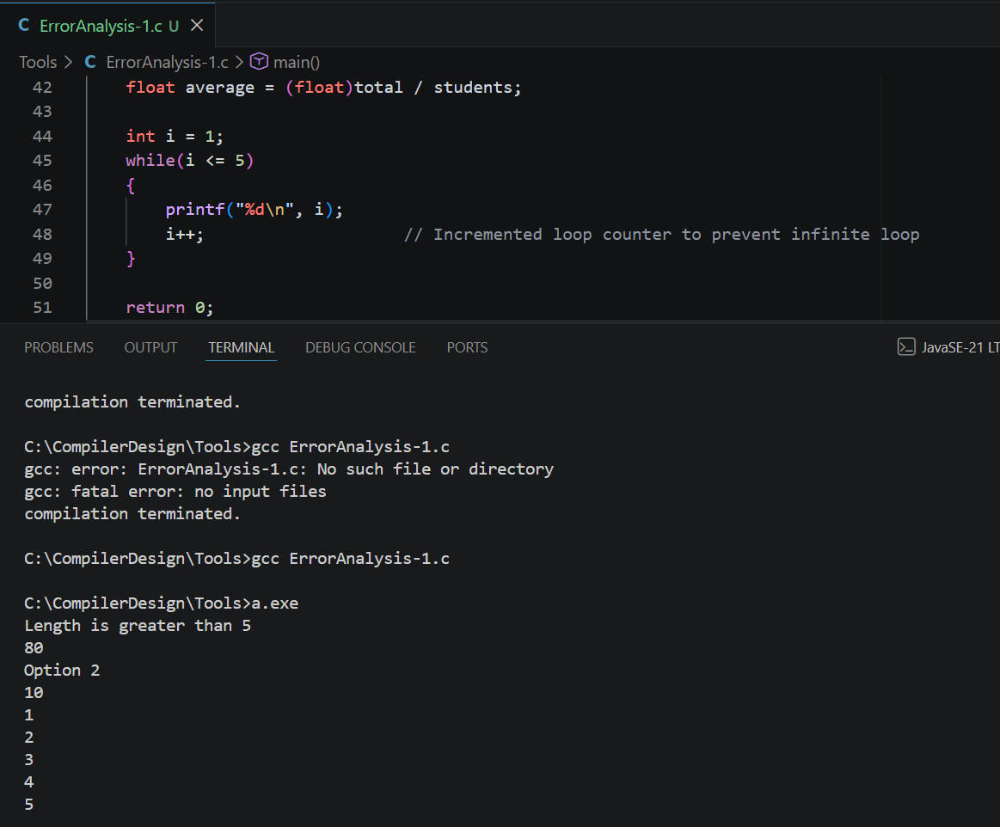 C ErrorAnalysis-1.c U ×
Tools > C ErrorAnalysis-1.c > main()
42 float average = (float)total / students;
43
44 int i = 1;
45 while(i <= 5)
46 {
47 printf("%d\n", i);
48 i++; // Incremented loop counter to prevent infinite loop
49 }
50
51 return 0;
PROBLEMS OUTPUT TERMINAL DEBUG CONSOLE PORTS JavaSE-21 LT
compilation terminated.
C:\CompilerDesign\Tools>gcc ErrorAnalysis-1.c
gcc: error: ErrorAnalysis-1.c: No such file or directory
gcc: fatal error: no input files
compilation terminated.
C:\CompilerDesign\Tools>gcc ErrorAnalysis-1.c
C:\CompilerDesign\Tools>a.exe
Length is greater than 5
80
Option 2
10
1
2
3
4
5